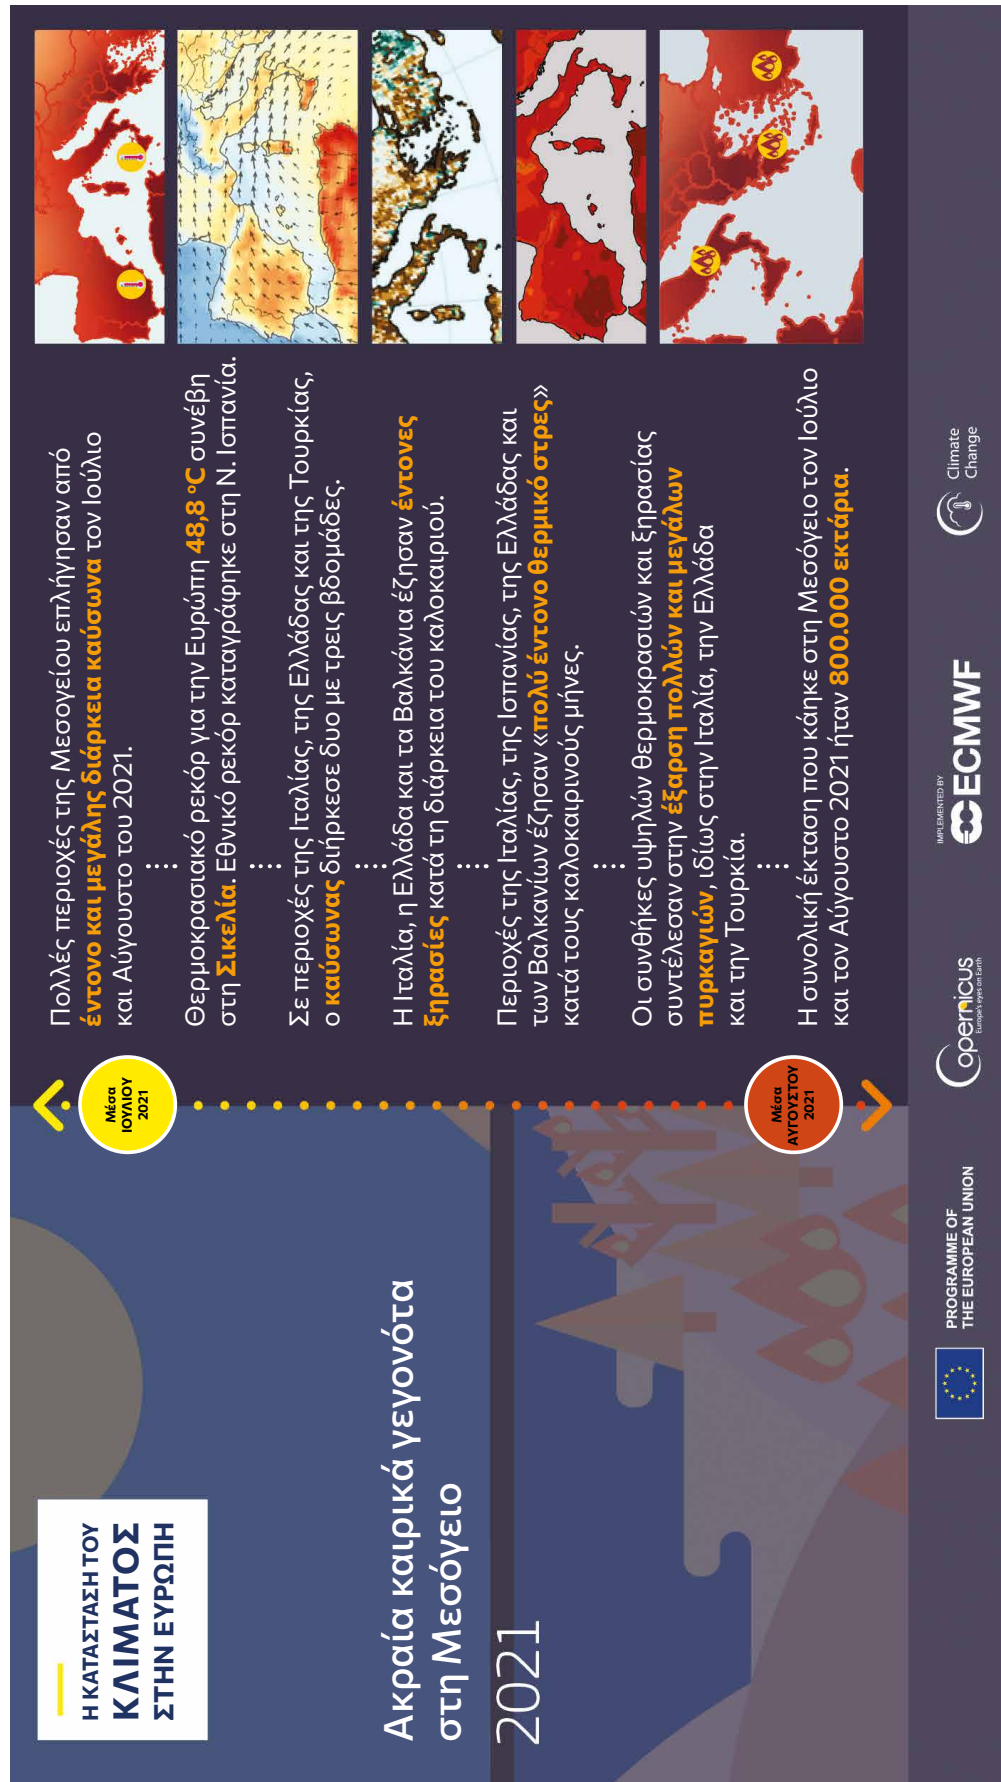 Η ΚΑΤΑΣΤΑΣΗ ΤΟΥ
ΚΛΙΜΑΤΟΣ
ΣΤΗΝ ΕΥΡΩΠΗ
Ακραία καιρικά γεγονότα
στη Μεσόγειο
2021
Μέσα
ΙΟΥΛΙΟΥ
2021
Πολλές περιοχές της Μεσογείου επλήγησαν από
έντονο και μεγάλης διάρκεια καύσωνα τον Ιούλιο
και Αύγουστο του 2021.
Θερμοκρασιακό ρεκόρ για την Ευρώπη 48,8 °C συνέβη
στη Σικελία. Εθνικό ρεκόρ καταγράφηκε στη Ν. Ισπανία.
Σε περιοχές της Ιταλίας, της Ελλάδας και της Τουρκίας,
ο καύσωνας διήρκεσε δυο με τρεις βδομάδες.
Η Ιταλία, η Ελλάδα και τα Βαλκάνια έζησαν έντονες
ξηρασίες κατά τη διάρκεια του καλοκαιριού.
Περιοχές της Ιταλίας, της Ισπανίας, της Ελλάδας και
των Βαλκανίων έζησαν «πολύ έντονο θερμικό στρες»
κατά τους καλοκαιρινούς μήνες.
Οι συνθήκες υψηλών θερμοκρασιών και ξηρασίας
συντέλεσαν στην έξαρση πολλών και μεγάλων
πυρκαγιών, ιδίως στην Ιταλία, την Ελλάδα
και την Τουρκία.
Η συνολική έκταση που κάηκε στη Μεσόγειο τον Ιούλιο
και τον Αύγουστο 2021 ήταν 800.000 εκτάρια.
Μέσα
ΑΥΓΟΥΣΤΟΥ
2021
PROGRAMME OF
THE EUROPEAN UNION
Copernicus
Europe's eyes on Earth
IMPLEMENTED BY
ECMWF
Climate
Change